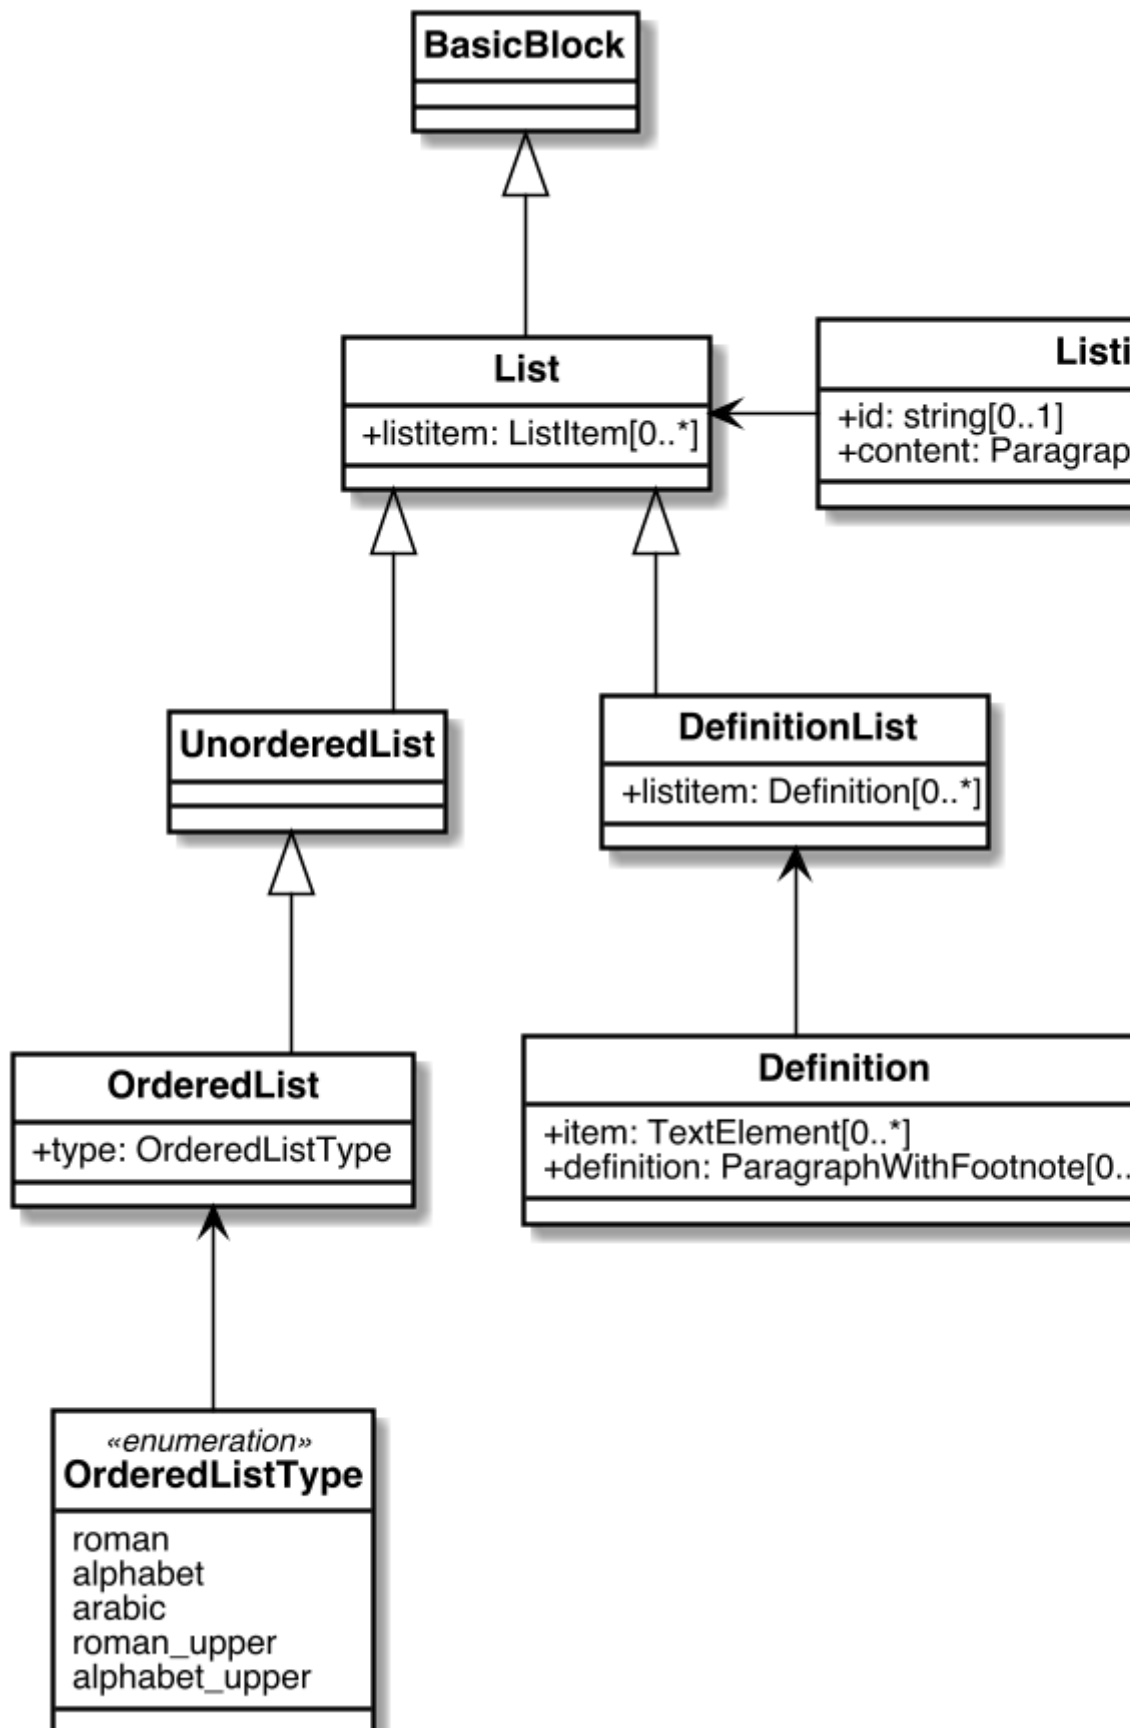 BasicBlock
List
+listitem: ListItem[0..*]
Listi
+id: string[0..1]
+content: Paragrap
UnorderedList
DefinitionList
+listitem: Definition[0..*]
OrderedList
+type: OrderedListType
Definition
+item: TextElement[0..*]
+definition: ParagraphWithFootnote[0..
«enumeration»
OrderedListType
roman
alphabet
arabic
roman_upper
alphabet_upper